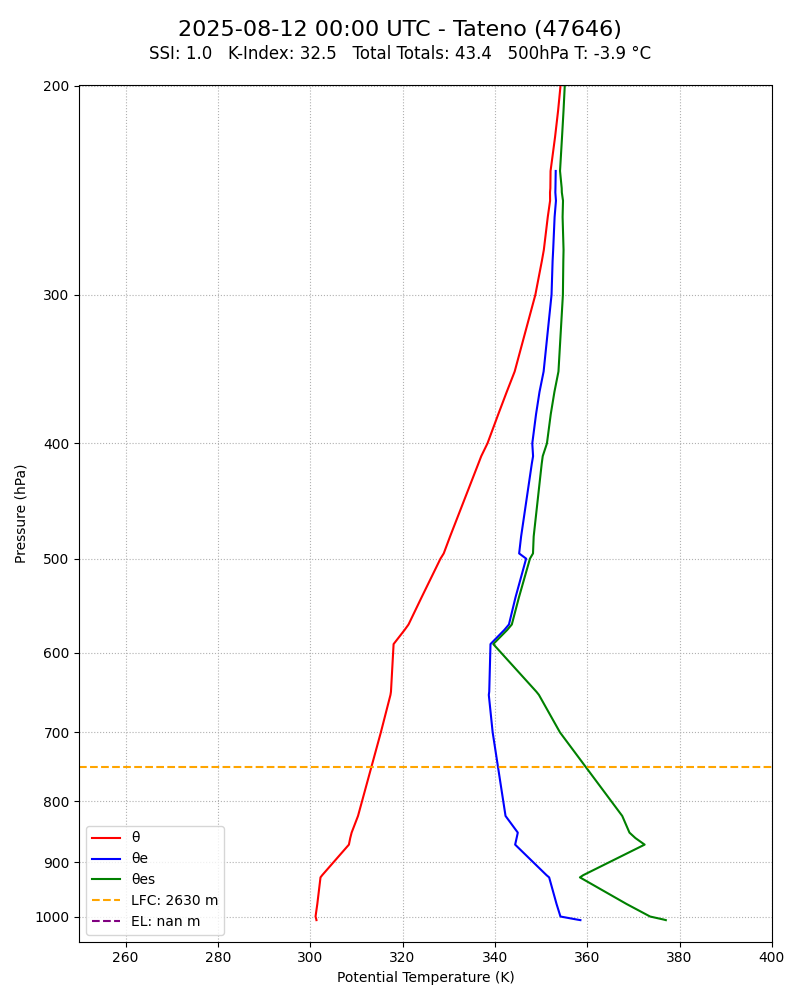 2025-08-12 00:00 UTC - Tateno (47646)
SSI: 1.0   K-Index: 32.5   Total Totals: 43.4   500hPa T: -3.9 °C
200
300
400
500
600
700
800
900
1000
Pressure (hPa)
θ
θe
θes
LFC: 2630 m
EL: nan m
260
280
300
320
340
360
380
400
Potential Temperature (K)